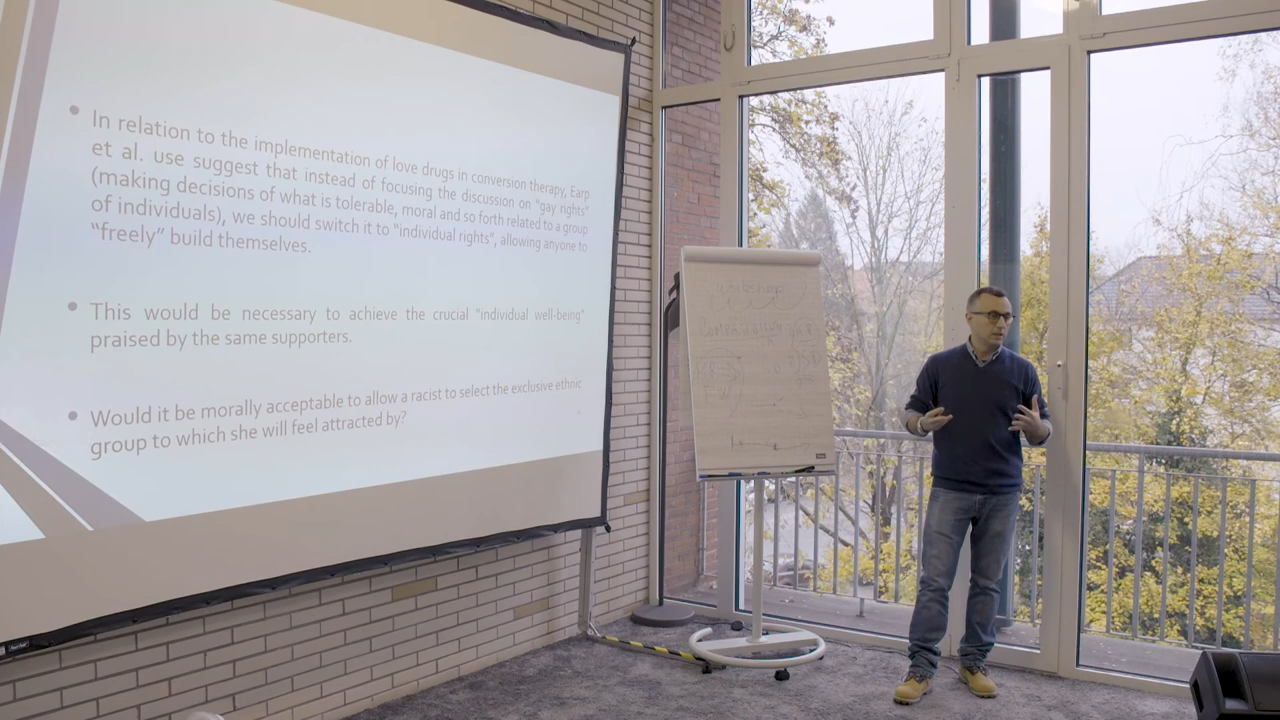 In relation to the implementation of love drugs in conversion therapy, Earp
et al. use suggest that instead of focusing the discussion on "gay rights"
(making decisions of what is tolerable, moral and so forth related to a group
of individuals), we should switch it to "individual rights", allowing anyone to
"freely" build themselves.
This would be necessary to achieve the crucial "individual well-being"
praised by the same supporters.
Would it be morally acceptable to allow a racist to select the exclusive ethnic
group to which she will feel attracted by?
workshop